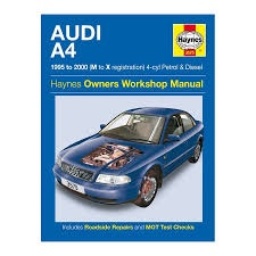 AUDI
A4
Haynes
1995 to 2000 (M to X registration) 4-cyl Petrol & Diesel
Haynes Owners Workshop Manual
Includes Roadside Repairs and MOT Test Checks